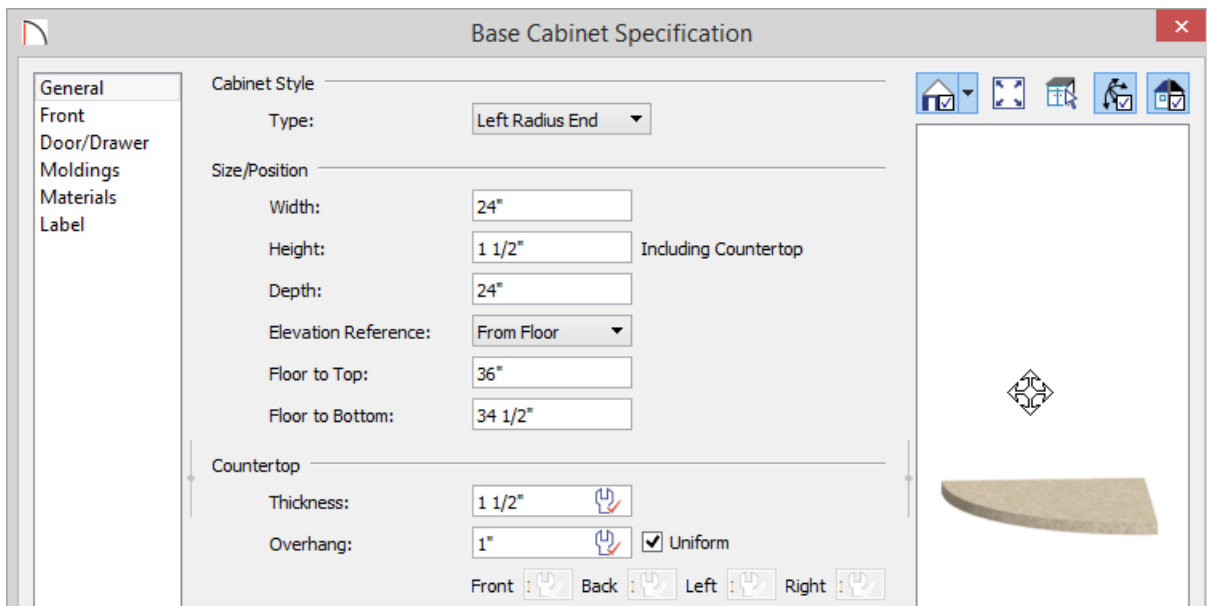 Base Cabinet Specification
General
Front
Door/Drawer
Moldings
Materials
Label
Cabinet Style
Type: Left Radius End
Size/Position
Width: 24"
Height: 1 1/2" Including Countertop
Depth: 24"
Elevation Reference: From Floor
Floor to Top: 36"
Floor to Bottom: 34 1/2"
Countertop
Thickness: 1 1/2"
Overhang: 1" Uniform
Front Back Left Right